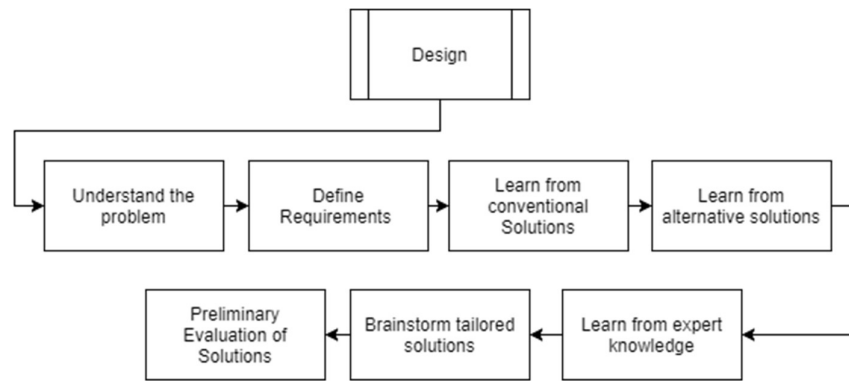 Design
Understand the
problem
Define
Requirements
Learn from
conventional
Solutions
Learn from
alternative solutions
Learn from expert
knowledge
Brainstorm tailored
solutions
Preliminary
Evaluation of
Solutions